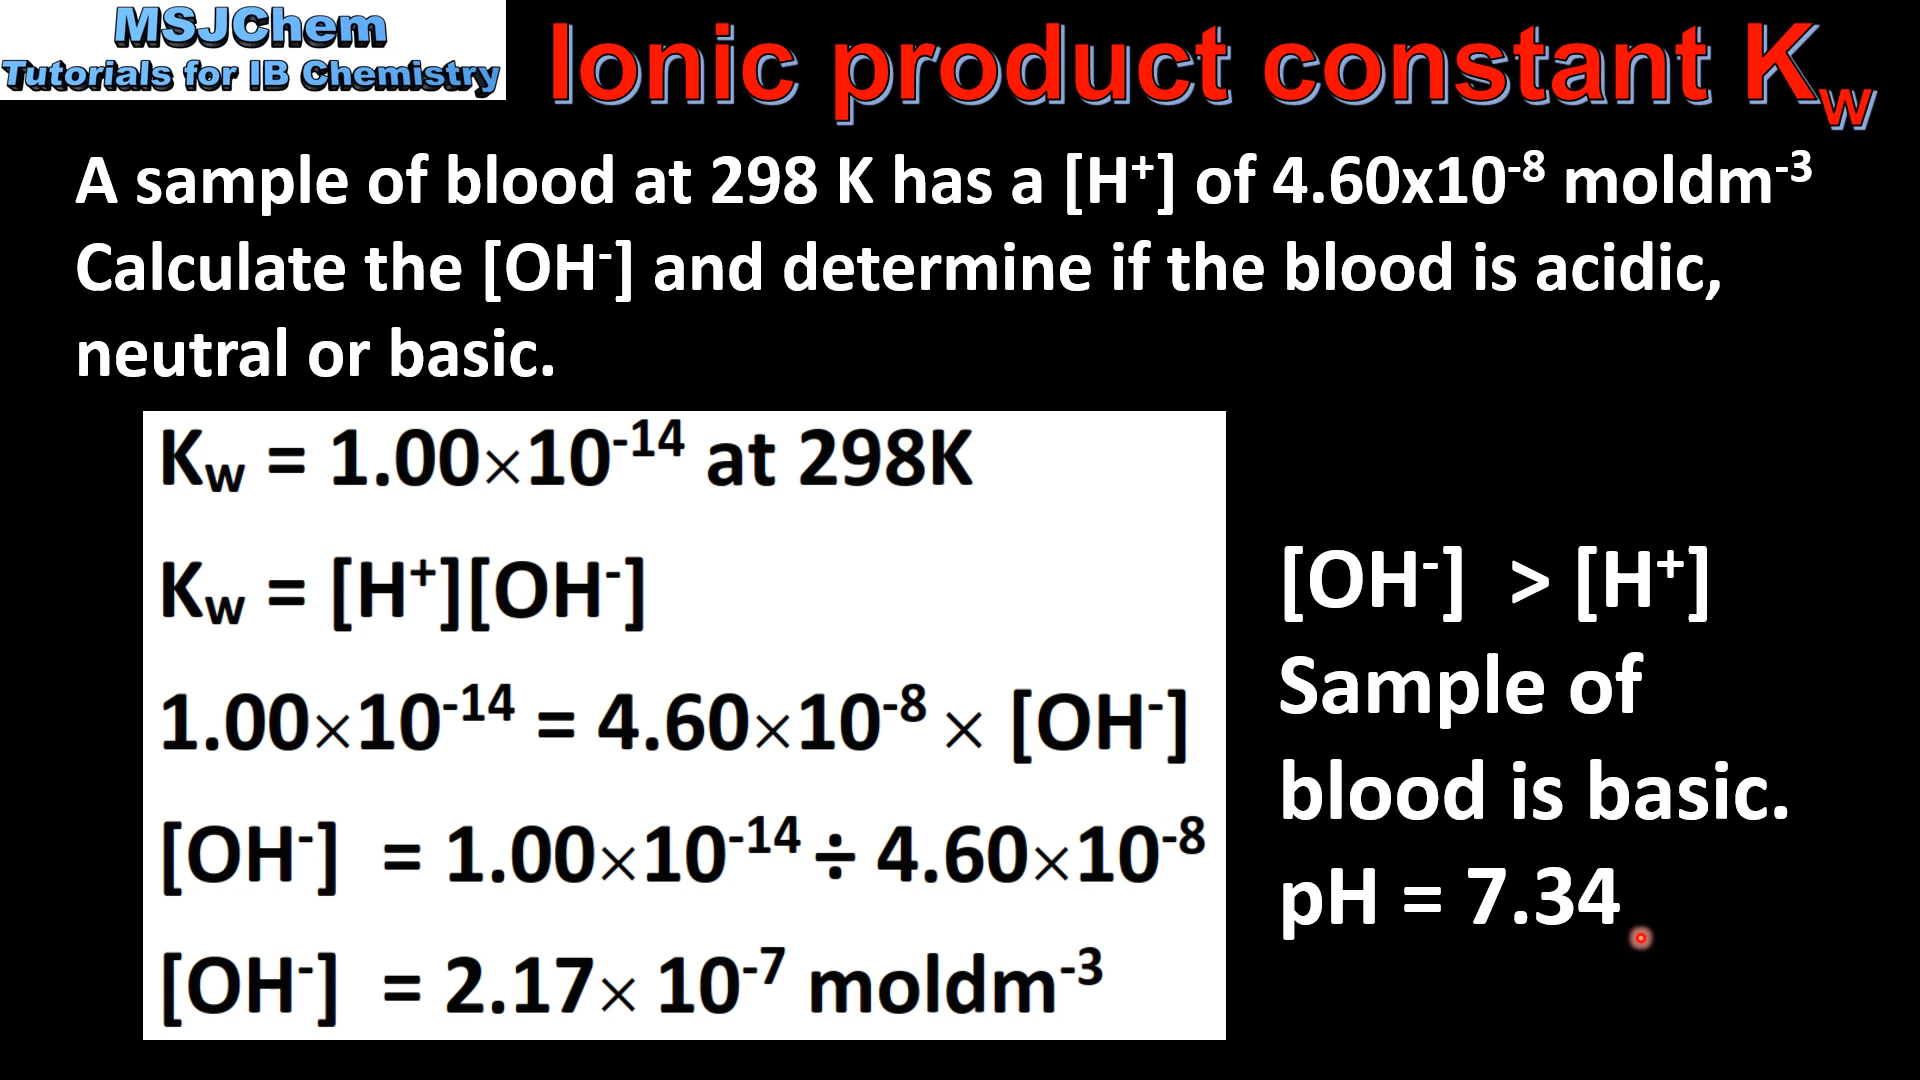 MSJChem
Tutorials for IB Chemistry
Ionic product constant Kw
A sample of blood at 298 K has a [H⁺] of 4.60x10⁻⁸ moldm⁻³
Calculate the [OH⁻] and determine if the blood is acidic,
neutral or basic.
Kw = 1.00×10⁻¹⁴ at 298K
Kw = [H⁺][OH⁻]
1.00×10⁻¹⁴ = 4.60×10⁻⁸ × [OH⁻]
[OH⁻] = 1.00×10⁻¹⁴ ÷ 4.60×10⁻⁸
[OH⁻] = 2.17× 10⁻⁷ moldm⁻³
[OH⁻] > [H⁺]
Sample of
blood is basic.
pH = 7.34